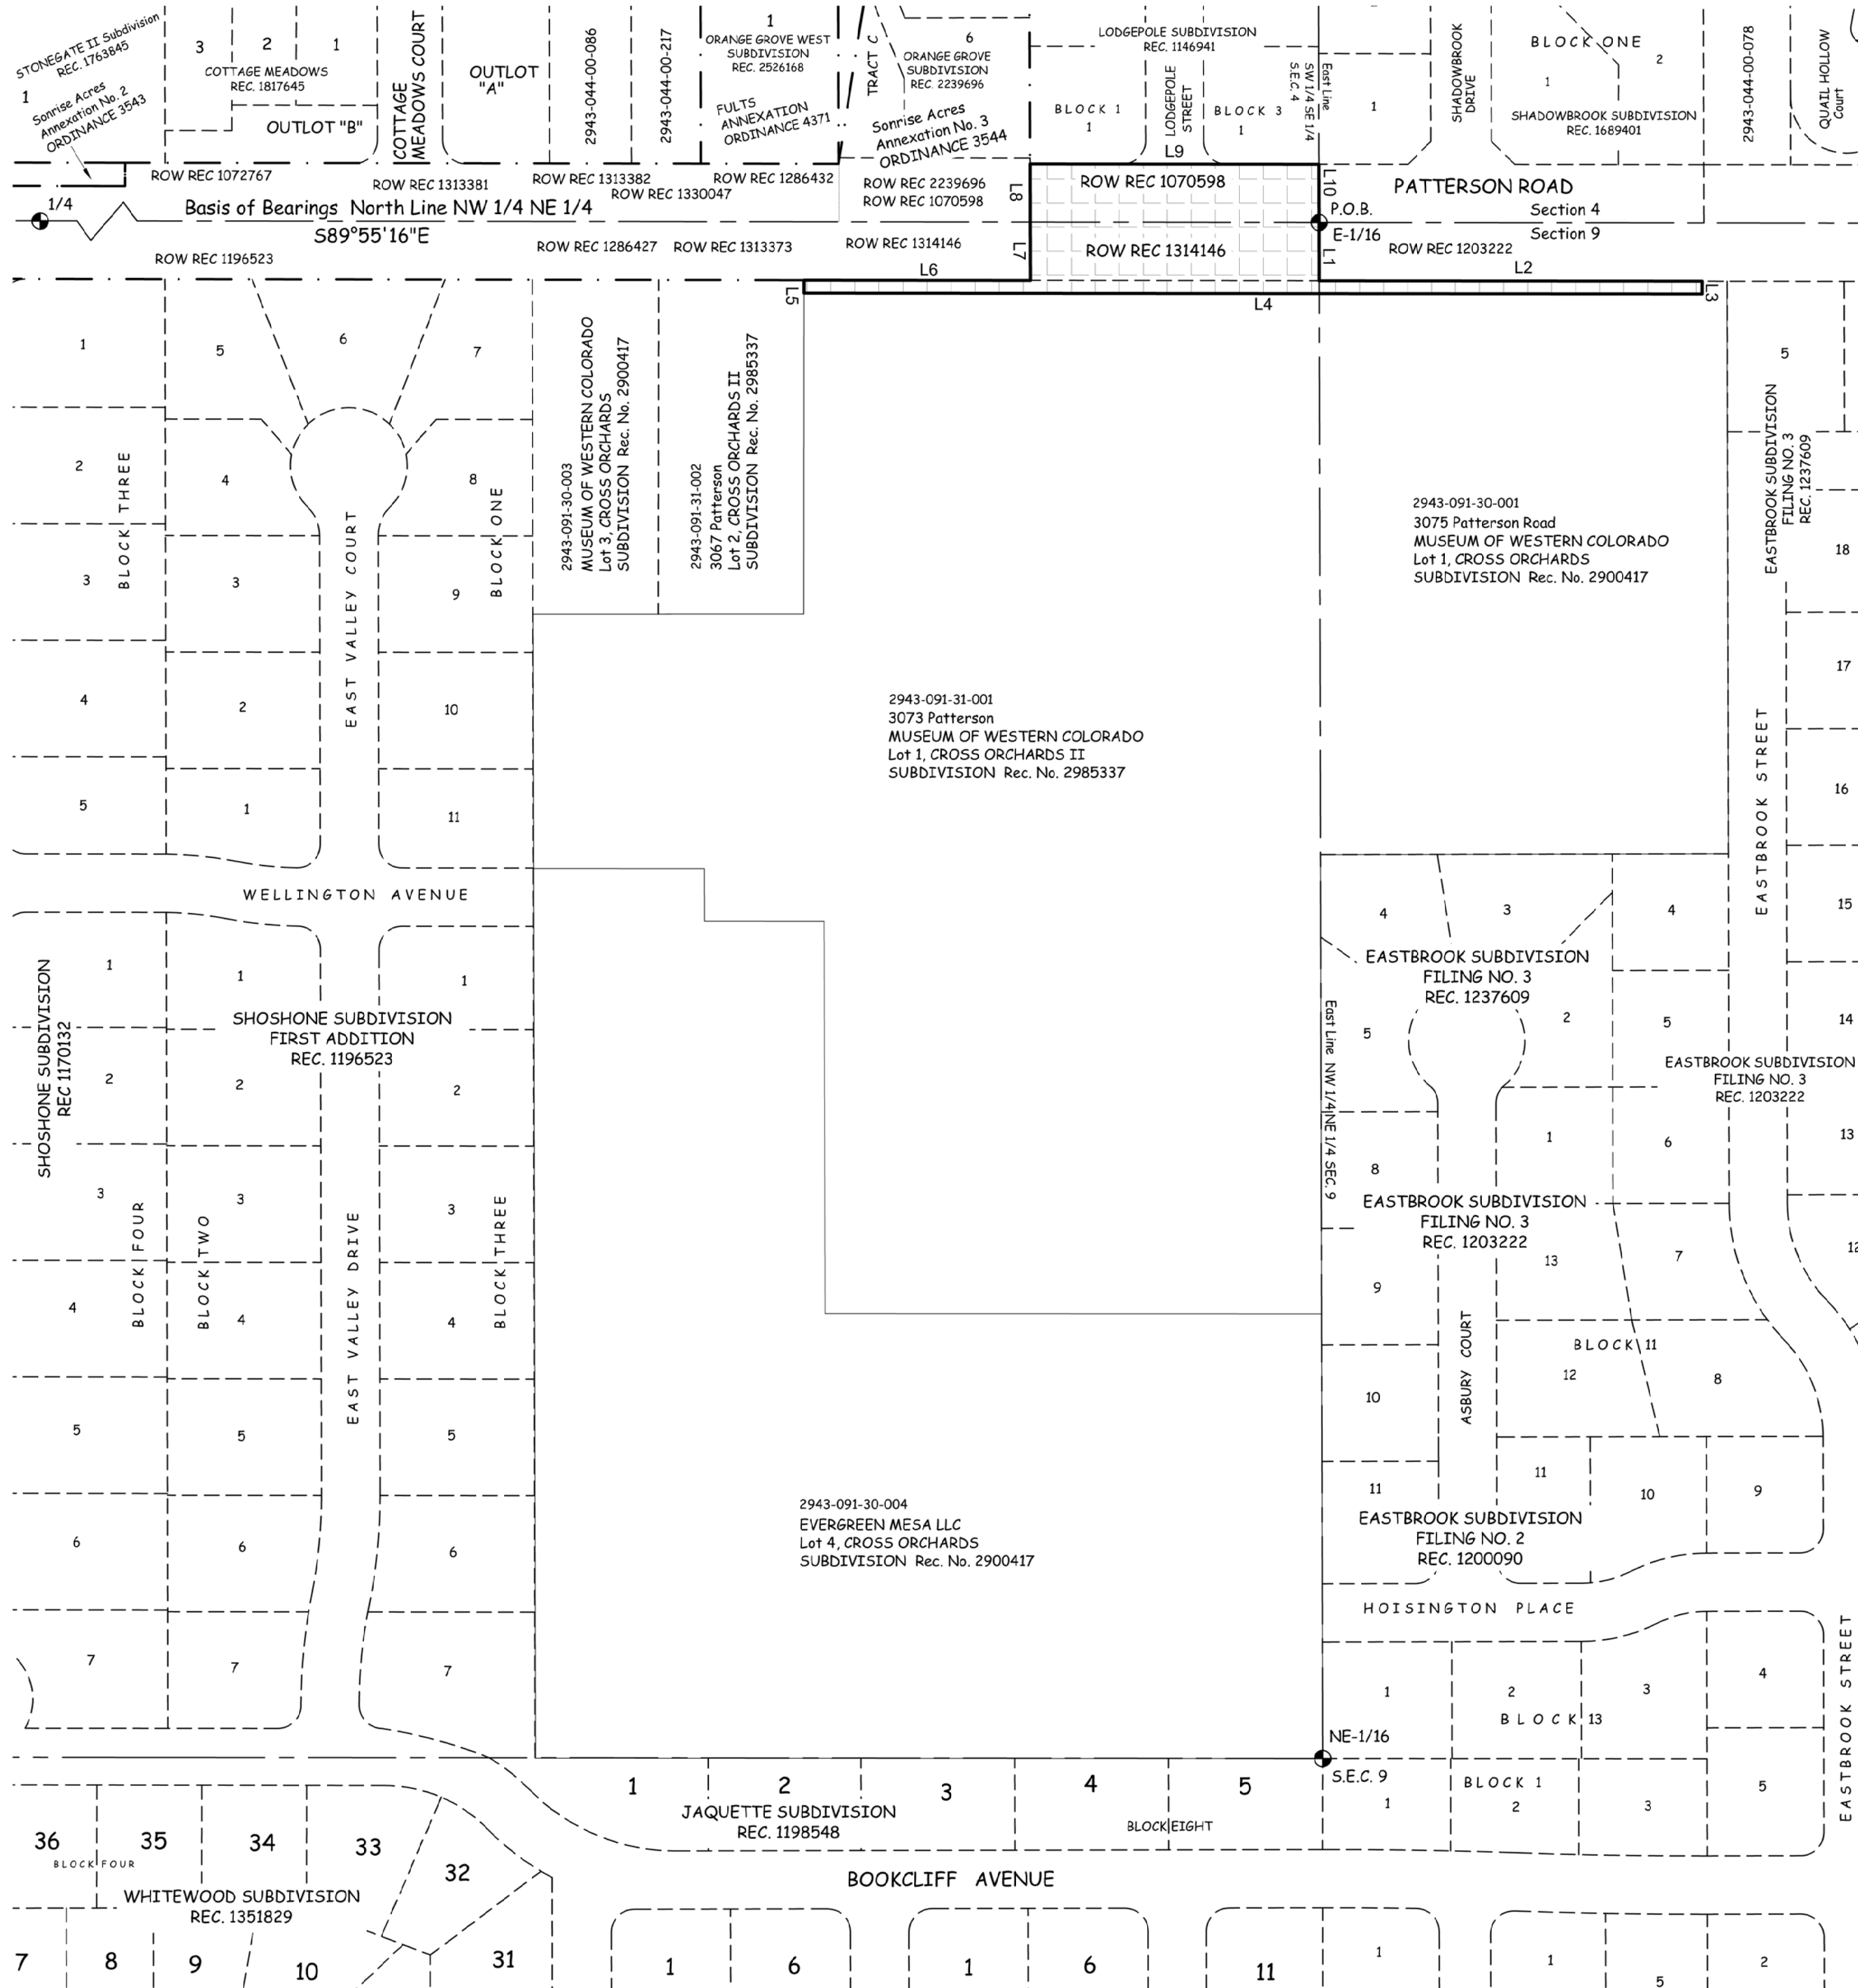 STONEGATE II Subdivision
REC. 1763845
1
Sonrise Acres
Annexation No. 2
ORDINANCE 3543
3
2
1
COTTAGE MEADOWS
REC. 1817645
OUTLOT "B"
COTTAGE
MEADOWS COURT
OUTLOT
"A"
2943-044-00-086
2943-044-00-217
1
ORANGE GROVE WEST
SUBDIVISION
REC. 2526168
FULTS
ANNEXATION
ORDINANCE 4371
TRACT C
6
ORANGE GROVE
SUBDIVISION
REC. 2239696
Sonrise Acres
Annexation No. 3
ORDINANCE 3544
LODGEPOLE SUBDIVISION
REC. 1146941
BLOCK 1
1
LODGEPOLE
STREET
BLOCK 3
1
East Line
SW 1/4 SE 1/4
S.E.C. 4
1
SHADOWBROOK
DRIVE
BLOCK ONE
1
2
SHADOWBROOK SUBDIVISION
REC. 1689401
2943-044-00-078
QUAIL HOLLOW
Court
ROW REC 1072767
ROW REC 1313381
ROW REC 1313382
ROW REC 1330047
ROW REC 1286432
ROW REC 2239696
ROW REC 1070598
L8
L9
ROW REC 1070598
L10
PATTERSON ROAD
1/4
Basis of Bearings North Line NW 1/4 NE 1/4
S89°55'16"E
P.O.B.
Section 4
E-1/16
Section 9
ROW REC 1196523
ROW REC 1286427
ROW REC 1313373
ROW REC 1314146
L7
ROW REC 1314146
L1
ROW REC 1203222
L6
L2
L5
L4
L3
1
5
6
7
2
4
8
3
3
9
4
2
10
5
1
11
BLOCK THREE
EAST VALLEY COURT
BLOCK ONE
2943-091-30-003
MUSEUM OF WESTERN COLORADO
Lot 3, CROSS ORCHARDS
SUBDIVISION Rec. No. 2900417
2943-091-31-002
3067 Patterson
Lot 2, CROSS ORCHARDS II
SUBDIVISION Rec. No. 2985337
2943-091-30-001
3075 Patterson Road
MUSEUM OF WESTERN COLORADO
Lot 1, CROSS ORCHARDS
SUBDIVISION Rec. No. 2900417
5
EASTBROOK SUBDIVISION
FILING NO. 3
REC. 1237609
18
17
16
15
14
13
12
EASTBROOK STREET
2943-091-31-001
3073 Patterson
MUSEUM OF WESTERN COLORADO
Lot 1, CROSS ORCHARDS II
SUBDIVISION Rec. No. 2985337
WELLINGTON AVENUE
SHOSHONE SUBDIVISION
REC 1170132
1
1
1
SHOSHONE SUBDIVISION
FIRST ADDITION
REC. 1196523
2
2
2
3
3
3
BLOCK FOUR
BLOCK TWO
EAST VALLEY DRIVE
BLOCK THREE
4
4
4
5
5
5
6
6
6
7
7
7
4
3
4
EASTBROOK SUBDIVISION
FILING NO. 3
REC. 1237609
East Line NW 1/4 NE 1/4 SEC. 9
5
2
5
EASTBROOK SUBDIVISION
FILING NO. 3
REC. 1203222
1
6
8
EASTBROOK SUBDIVISION
FILING NO. 3
REC. 1203222
13
7
9
ASBURY COURT
BLOCK 11
12
8
10
11
11
10
9
EASTBROOK SUBDIVISION
FILING NO. 2
REC. 1200090
2943-091-30-004
EVERGREEN MESA LLC
Lot 4, CROSS ORCHARDS
SUBDIVISION Rec. No. 2900417
HOISINGTON PLACE
1
2
3
4
BLOCK 13
EASTBROOK STREET
NE-1/16
S.E.C. 9
BLOCK 1
1
2
3
5
1
2
3
4
5
JAQUETTE SUBDIVISION
REC. 1198548
BLOCK EIGHT
36
35
34
33
32
BLOCK FOUR
BOOKCLIFF AVENUE
WHITEWOOD SUBDIVISION
REC. 1351829
7
8
9
10
31
1
6
1
6
11
1
1
5
2